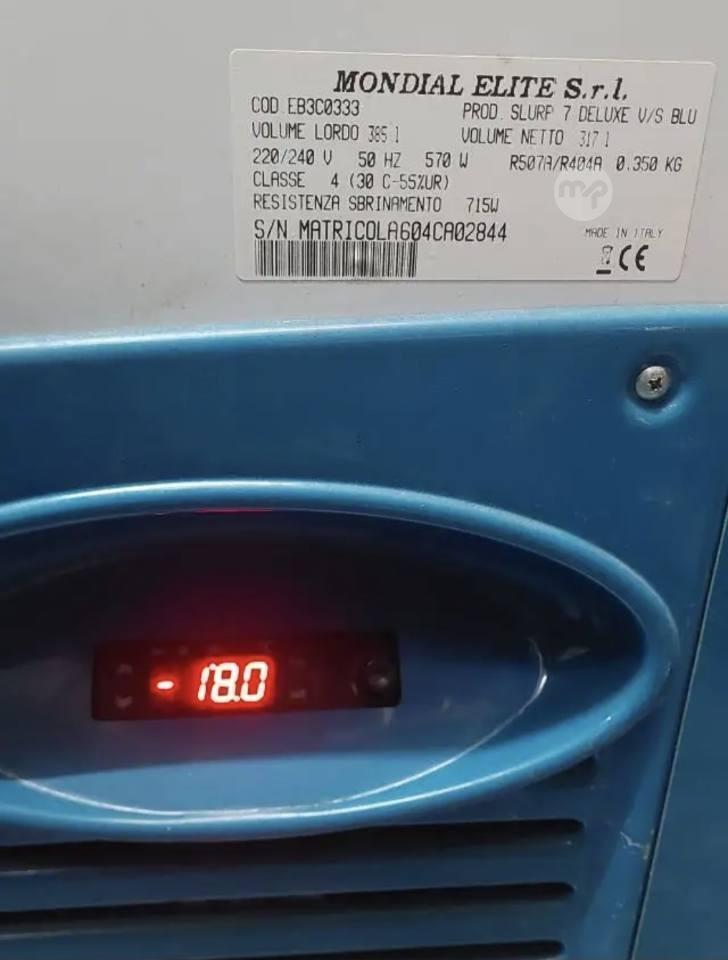 MONDIAL ELITE S.r.l.
COD EB3C0333 PROD. SLURP 7 DELUXE V/S BLU
VOLUME LORDO 385 l VOLUME NETTO 317 l
220/240 V 50 HZ 570 W R507A/R404A 0.350 KG
CLASSE 4 (30 C-55%UR)
RESISTENZA SBRINAMENTO 715W
S/N MATRICOLA604CA02844
MADE IN ITALY
CE
-18.0